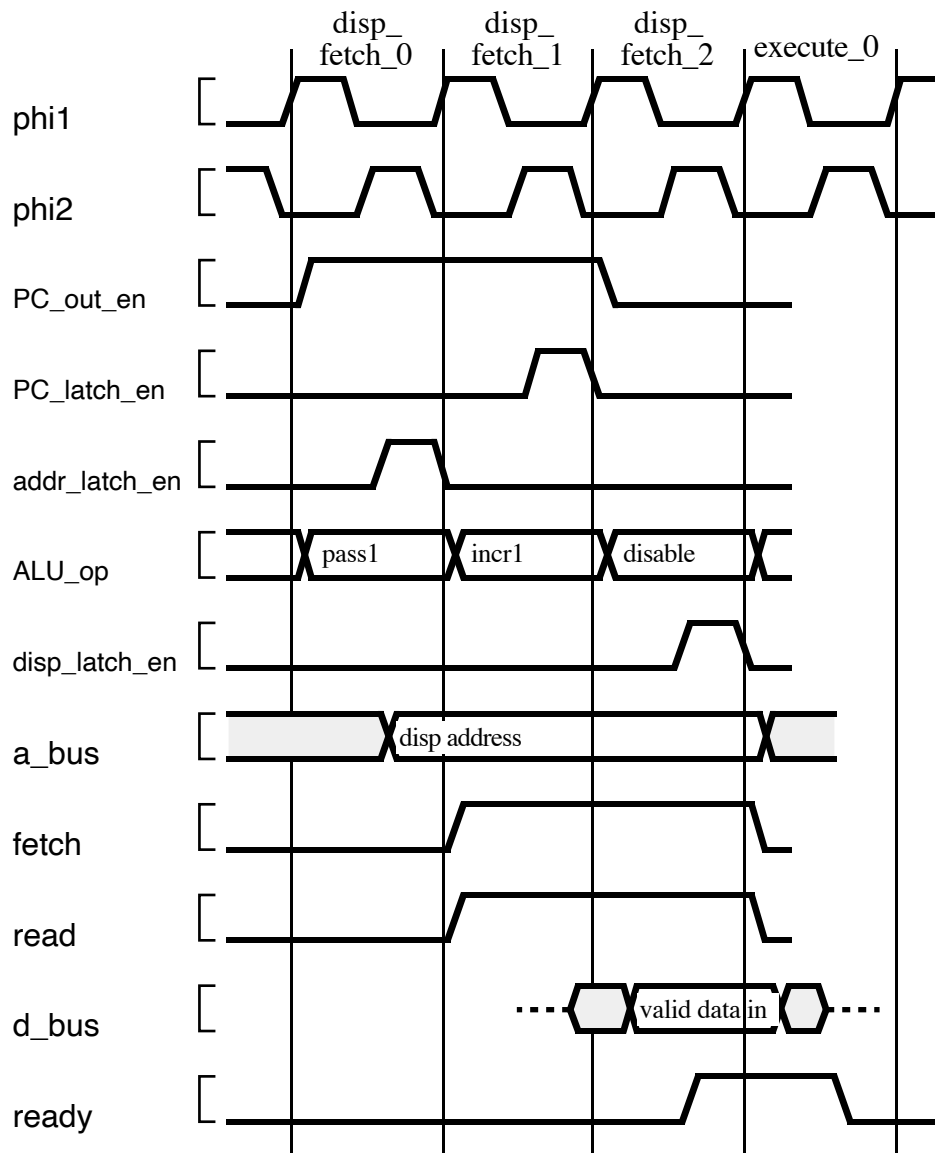 disp_
fetch_0
disp_
fetch_1
disp_
fetch_2
execute_0
phi1
phi2
PC_out_en
PC_latch_en
addr_latch_en
ALU_op
pass1
incr1
disable
disp_latch_en
a_bus
disp address
fetch
read
d_bus
valid data in
ready